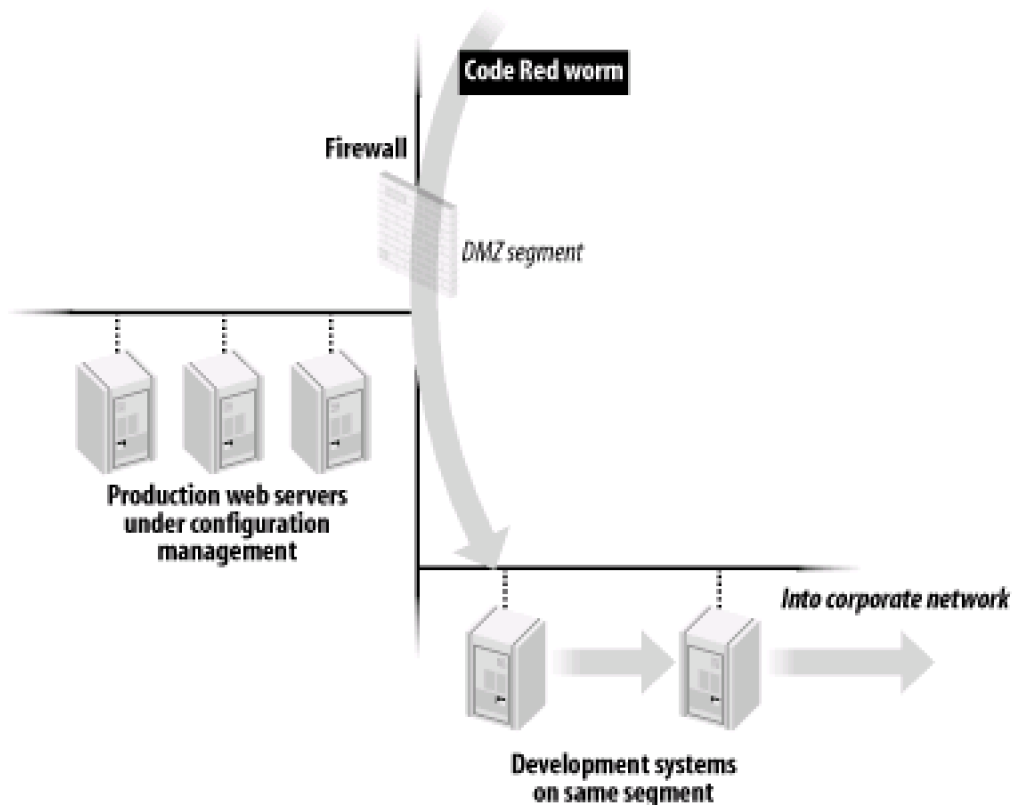 Code Red worm
Firewall
DMZ segment
Production web servers
under configuration
management
Into corporate network
Development systems
on same segment